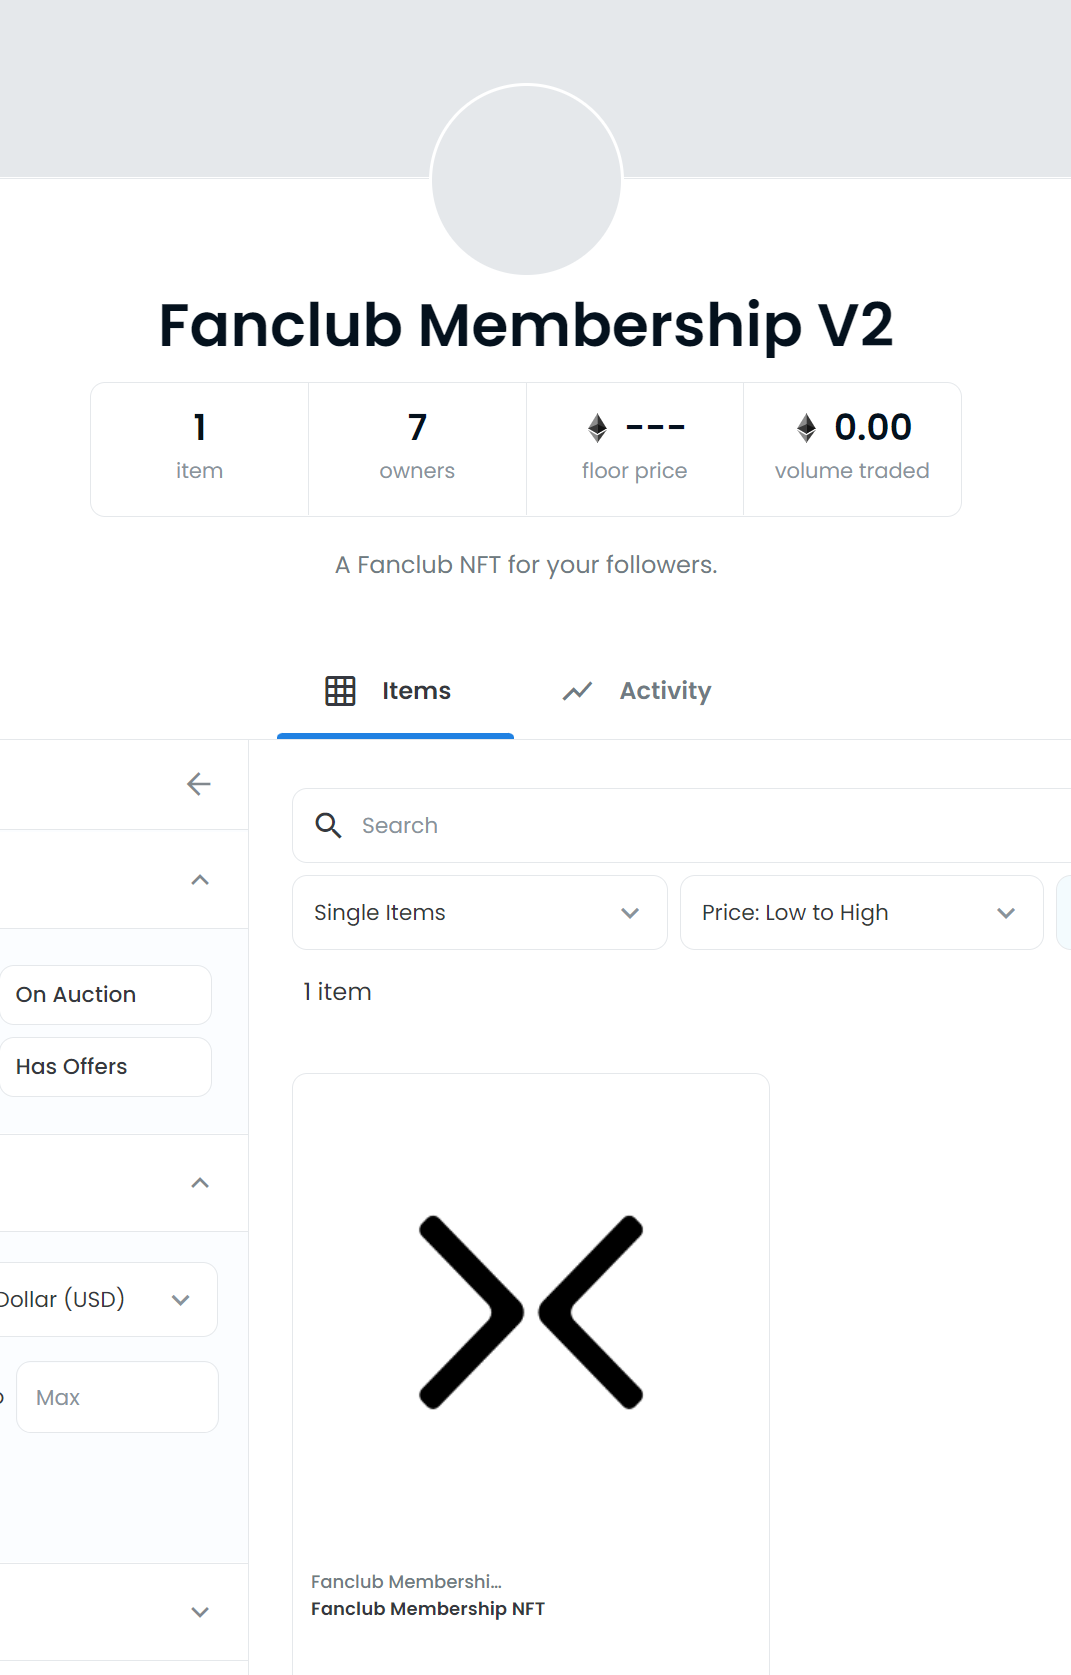 Fanclub Membership V2
1
item
7
owners
---
floor price
0.00
volume traded
A Fanclub NFT for your followers.
Items
Activity
Search
Single Items
Price: Low to High
1 item
On Auction
Has Offers
Dollar (USD)
Max
Fanclub Membershi...
Fanclub Membership NFT